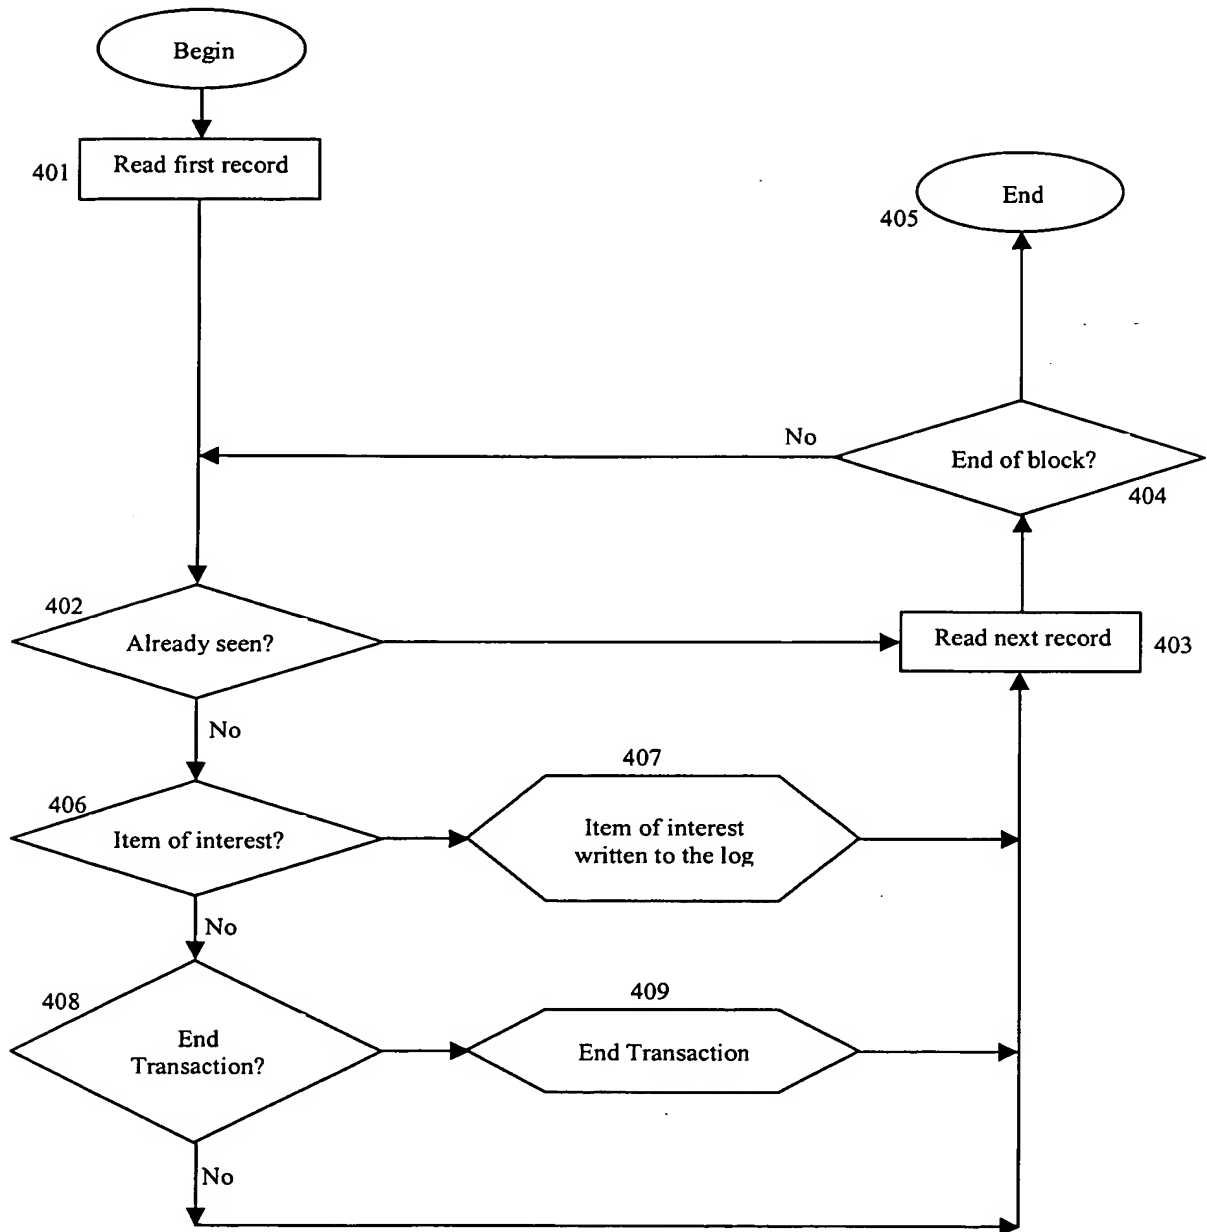 Begin
401
Read first record
End
405
No
End of block?
404
402
Already seen?
Read next record
403
No
407
406
Item of interest?
Item of interest
written to the log
No
408
409
End
Transaction?
End Transaction
No